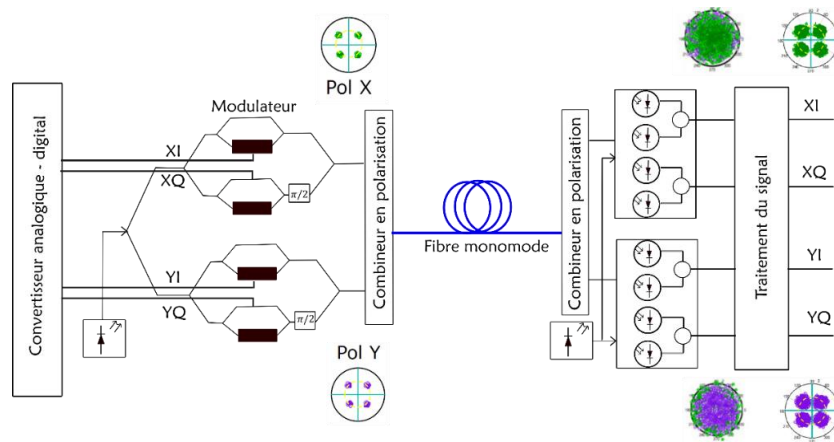 Pol X
Modulateur
Convertisseur analogique - digital
XI
XQ
π/2
YI
YQ
π/2
Pol Y
Combineur en polarisation
Fibre monomode
Combineur en polarisation
Traitement du signal
XI
XQ
YI
YQ